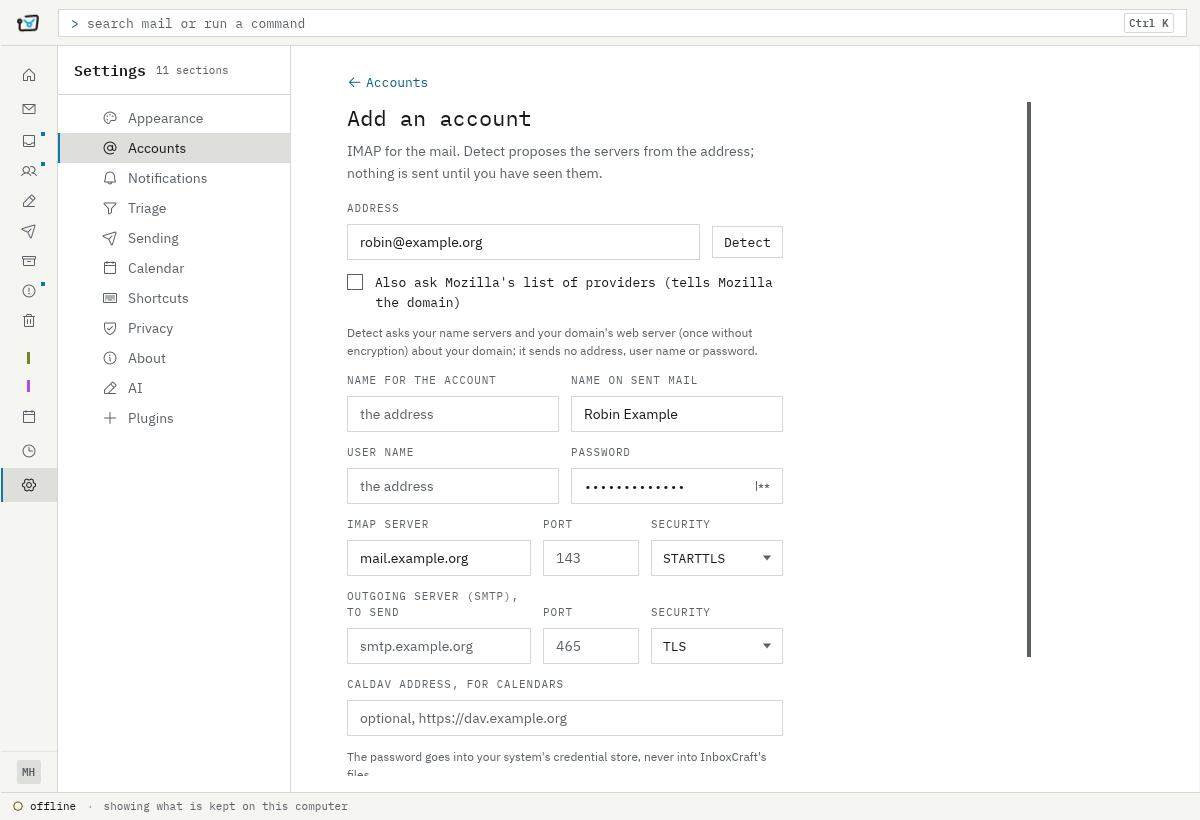 > search mail or run a command
Ctrl K
Settings 11 sections
Appearance
Accounts
Notifications
Triage
Sending
Calendar
Shortcuts
Privacy
About
AI
Plugins
MH
← Accounts
Add an account
IMAP for the mail. Detect proposes the servers from the address;
nothing is sent until you have seen them.
ADDRESS
robin@example.org
Detect
Also ask Mozilla's list of providers (tells Mozilla
the domain)
Detect asks your name servers and your domain's web server (once without
encryption) about your domain; it sends no address, user name or password.
NAME FOR THE ACCOUNT NAME ON SENT MAIL
the address Robin Example
USER NAME PASSWORD
the address •••••••••••••
IMAP SERVER PORT SECURITY
mail.example.org 143 STARTTLS
OUTGOING SERVER (SMTP),
TO SEND PORT SECURITY
smtp.example.org 465 TLS
CALDAV ADDRESS, FOR CALENDARS
optional, https://dav.example.org
The password goes into your system's credential store, never into InboxCraft's
files.
offline · showing what is kept on this computer